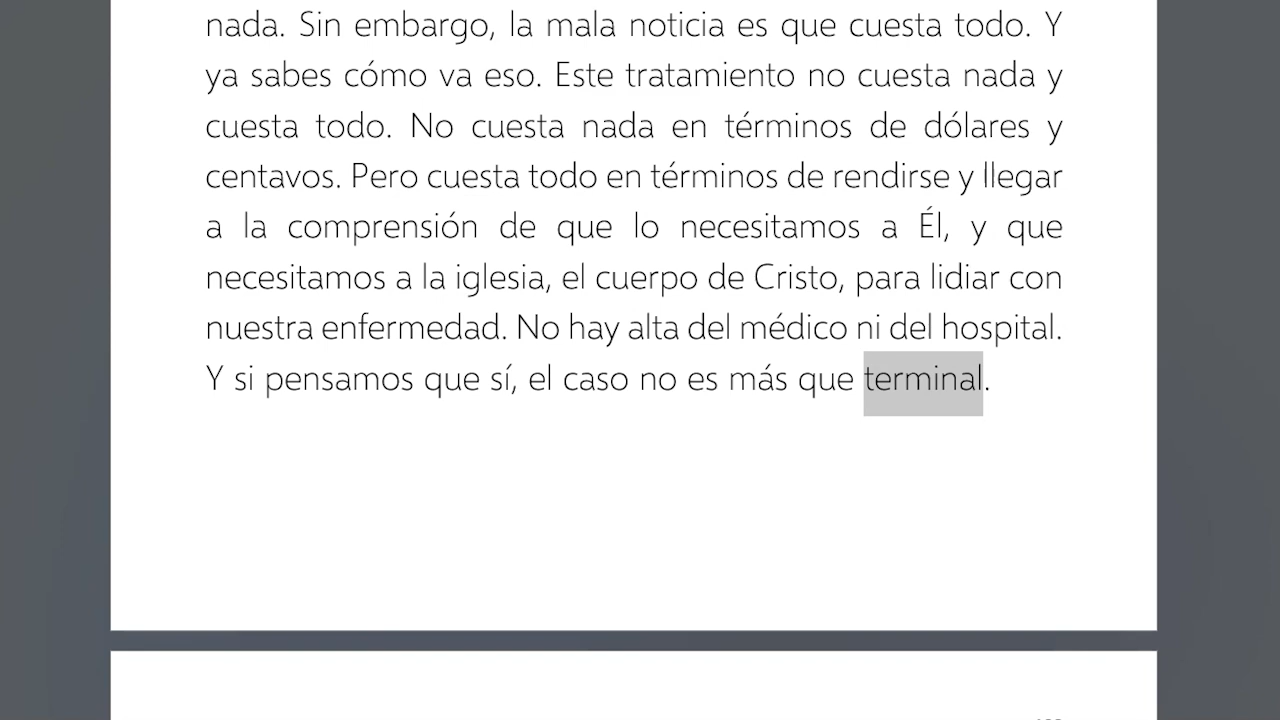 nada. Sin embargo, la mala noticia es que cuesta todo. Y
ya sabes cómo va eso. Este tratamiento no cuesta nada y
cuesta todo. No cuesta nada en términos de dólares y
centavos. Pero cuesta todo en términos de rendirse y llegar
a la comprensión de que lo necesitamos a Él, y que
necesitamos a la iglesia, el cuerpo de Cristo, para lidiar con
nuestra enfermedad. No hay alta del médico ni del hospital.
Y si pensamos que sí, el caso no es más que terminal.